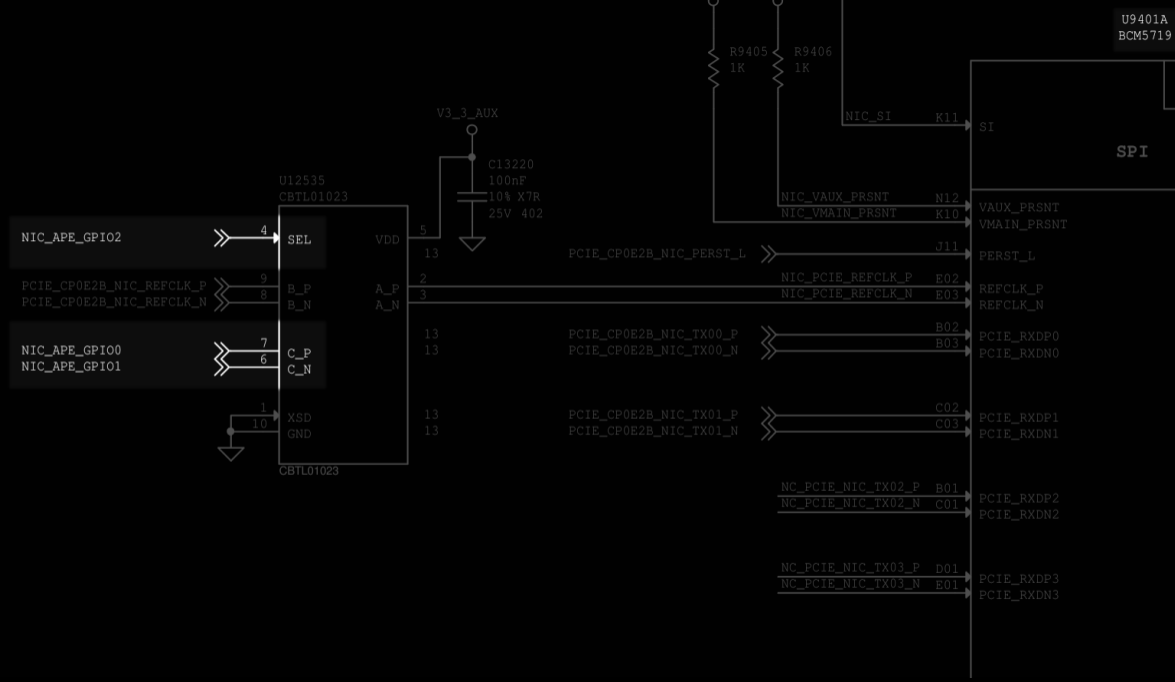 U9401A
BCM5719
R9405
1K
R9406
1K
V3_3_AUX
NIC_SI
K11
SI
SPI
C13220
100nF
10% X7R
25V 402
U12535
CBTL01023
NIC_VAUX_PRSNT
N12
VAUX_PRSNT
NIC_VMAIN_PRSNT
K10
VMAIN_PRSNT
NIC_APE_GPIO2
4
SEL
VDD
5
13
PCIE_CP0E2B_NIC_PERST_L
J11
PERST_L
PCIE_CP0E2B_NIC_REFCLK_P
9
B_P
A_P
2
NIC_PCIE_REFCLK_P
E02
REFCLK_P
PCIE_CP0E2B_NIC_REFCLK_N
8
B_N
A_N
3
NIC_PCIE_REFCLK_N
E03
REFCLK_N
13
PCIE_CP0E2B_NIC_TX00_P
B02
PCIE_RXDP0
NIC_APE_GPIO0
7
C_P
13
PCIE_CP0E2B_NIC_TX00_N
B03
PCIE_RXDN0
NIC_APE_GPIO1
6
C_N
1
XSD
13
PCIE_CP0E2B_NIC_TX01_P
C02
PCIE_RXDP1
10
GND
13
PCIE_CP0E2B_NIC_TX01_N
C03
PCIE_RXDN1
CBTL01023
NC_PCIE_NIC_TX02_P
B01
PCIE_RXDP2
NC_PCIE_NIC_TX02_N
C01
PCIE_RXDN2
NC_PCIE_NIC_TX03_P
D01
PCIE_RXDP3
NC_PCIE_NIC_TX03_N
E01
PCIE_RXDN3